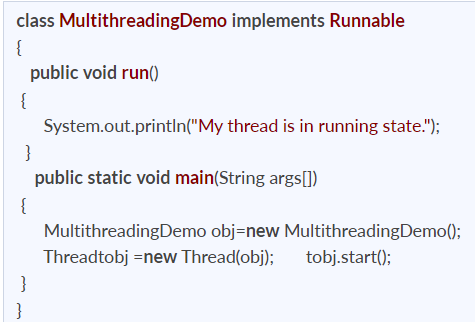 class MultithreadingDemo implements Runnable
{
public void run()
{
System.out.println("My thread is in running state.");
}
public static void main(String args[])
{
MultithreadingDemo obj=new MultithreadingDemo();
Threadtobj =new Thread(obj); tobj.start();
}
}